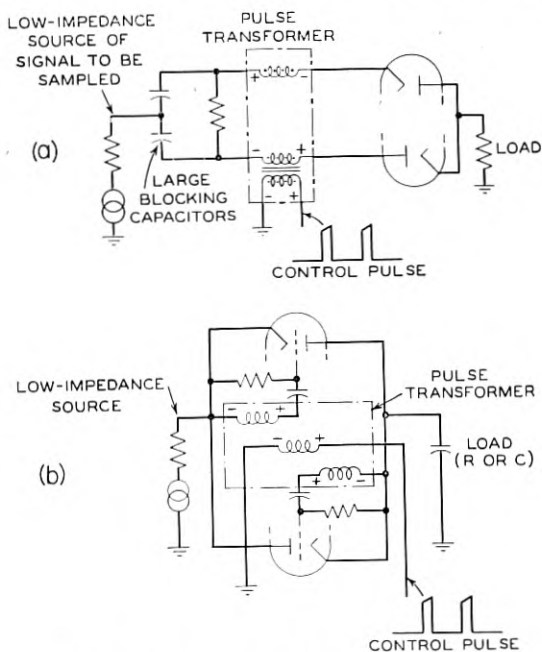 LOW-IMPEDANCE
SOURCE OF
SIGNAL TO BE
SAMPLED
PULSE
TRANSFORMER
+ -
- +
- +
(a)
LARGE
BLOCKING
CAPACITORS
LOAD
CONTROL PULSE
LOW-IMPEDANCE
SOURCE
PULSE
TRANSFORMER
- +
- +
+ -
(b)
LOAD
(R OR C)
CONTROL PULSE